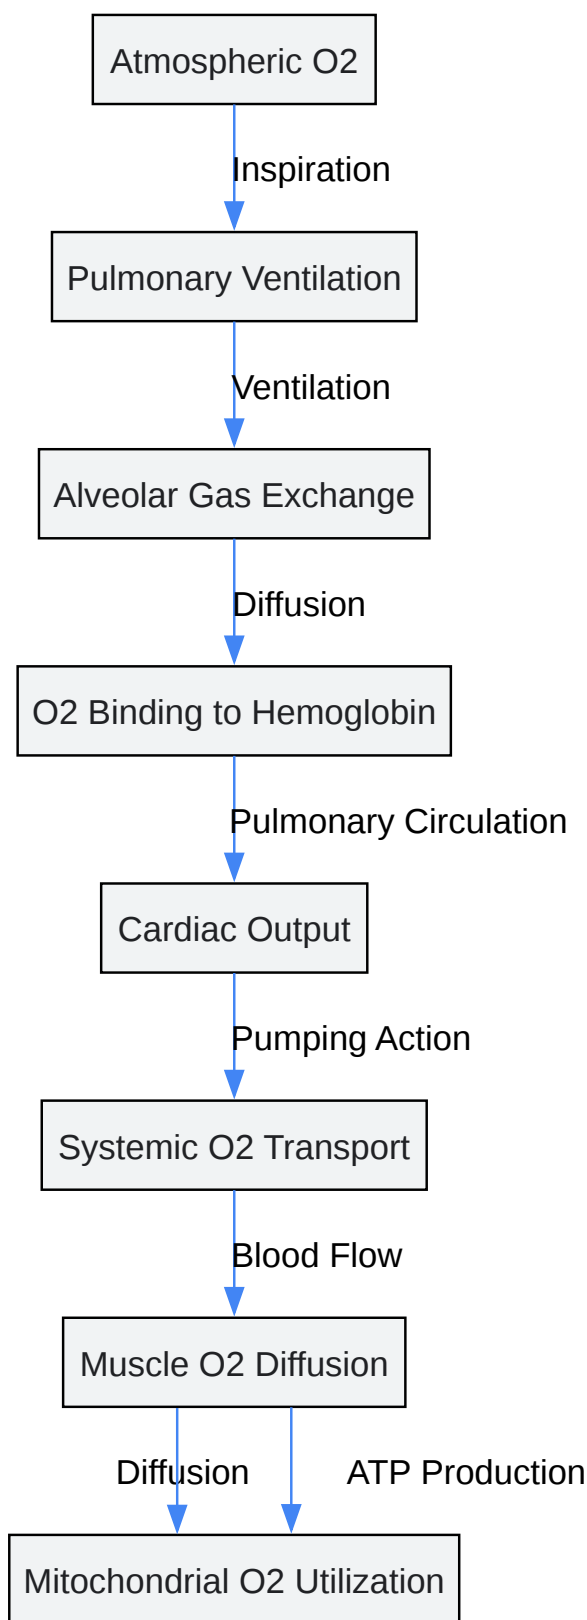 Atmospheric O2
Inspiration
Pulmonary Ventilation
Ventilation
Alveolar Gas Exchange
Diffusion
O2 Binding to Hemoglobin
Pulmonary Circulation
Cardiac Output
Pumping Action
Systemic O2 Transport
Blood Flow
Muscle O2 Diffusion
Diffusion
ATP Production
Mitochondrial O2 Utilization